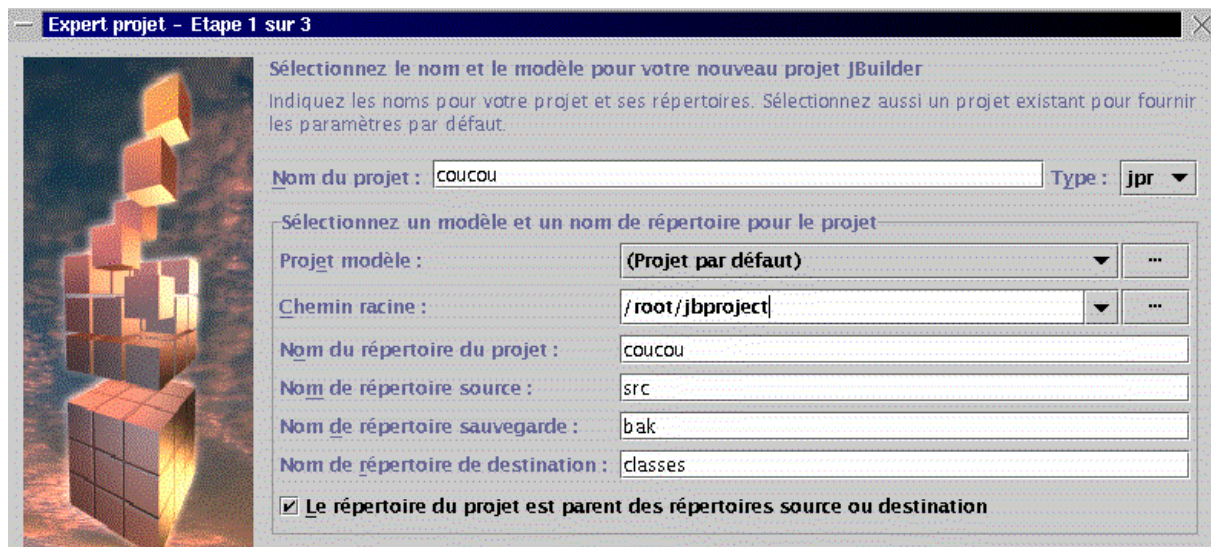 Expert projet – Etape 1 sur 3
Sélectionnez le nom et le modèle pour votre nouveau projet JBuilder
Indiquez les noms pour votre projet et ses répertoires. Sélectionnez aussi un projet existant pour fournir
les paramètres par défaut.
Nom du projet : coucou Type : jpr
Sélectionnez un modèle et un nom de répertoire pour le projet
Projet modèle : (Projet par défaut) ...
Chemin racine : /root/jbproject ...
Nom du répertoire du projet : coucou
Nom de répertoire source : src
Nom de répertoire sauvegarde : bak
Nom de répertoire de destination : classes
Le répertoire du projet est parent des répertoires source ou destination